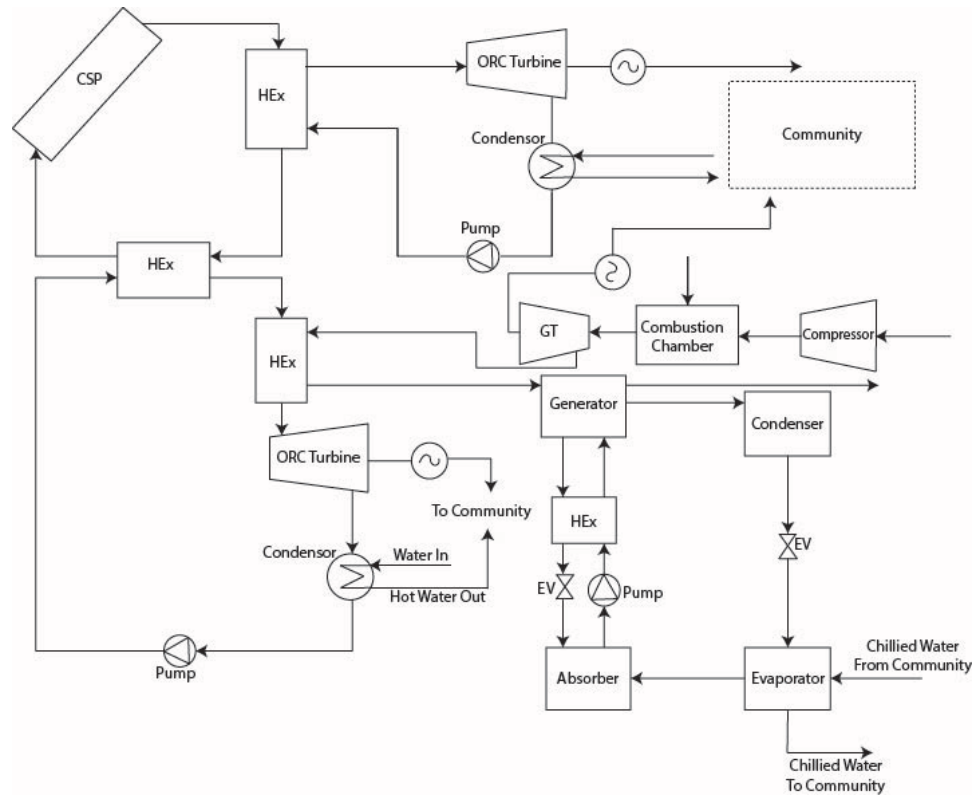 CSP
HEx
ORC Turbine
Community
Condensor
Pump
HEx
HEx
GT
Combustion
Chamber
Compressor
Generator
Condenser
ORC Turbine
To Community
HEx
Condensor
Water In
Hot Water Out
EV
Pump
EV
Pump
Absorber
Evaporator
Chillied Water
From Community
Chillied Water
To Community